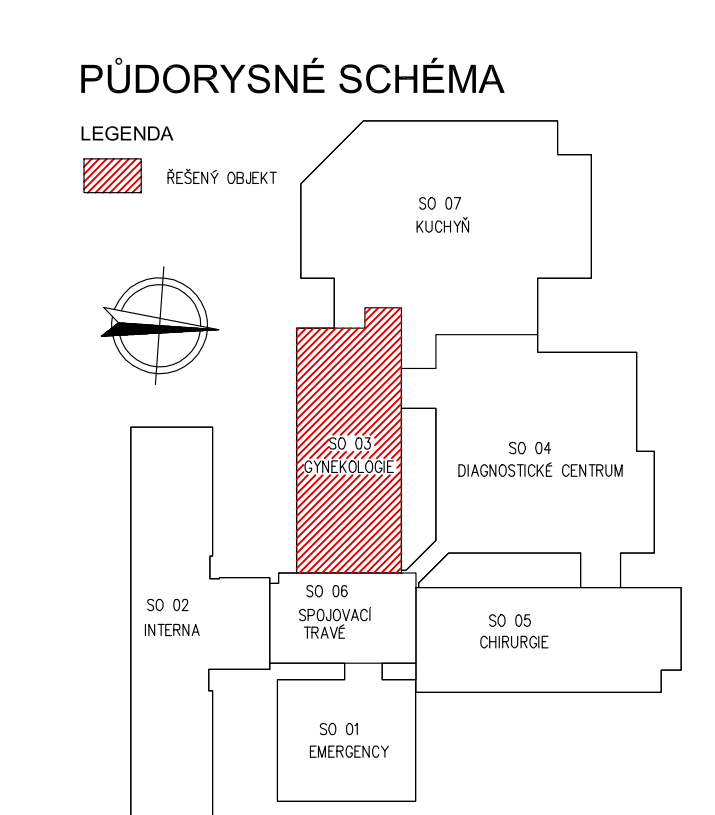 PŮDORYSNÉ SCHÉMA
LEGENDA
ŘEŠENÝ OBJEKT
SO 07
KUCHYŇ
SO 03
GYNEKOLOGIE
SO 04
DIAGNOSTICKÉ CENTRUM
SO 02
INTERNA
SO 06
SPOJOVACÍ
TRAVÉ
SO 05
CHIRURGIE
SO 01
EMERGENCY